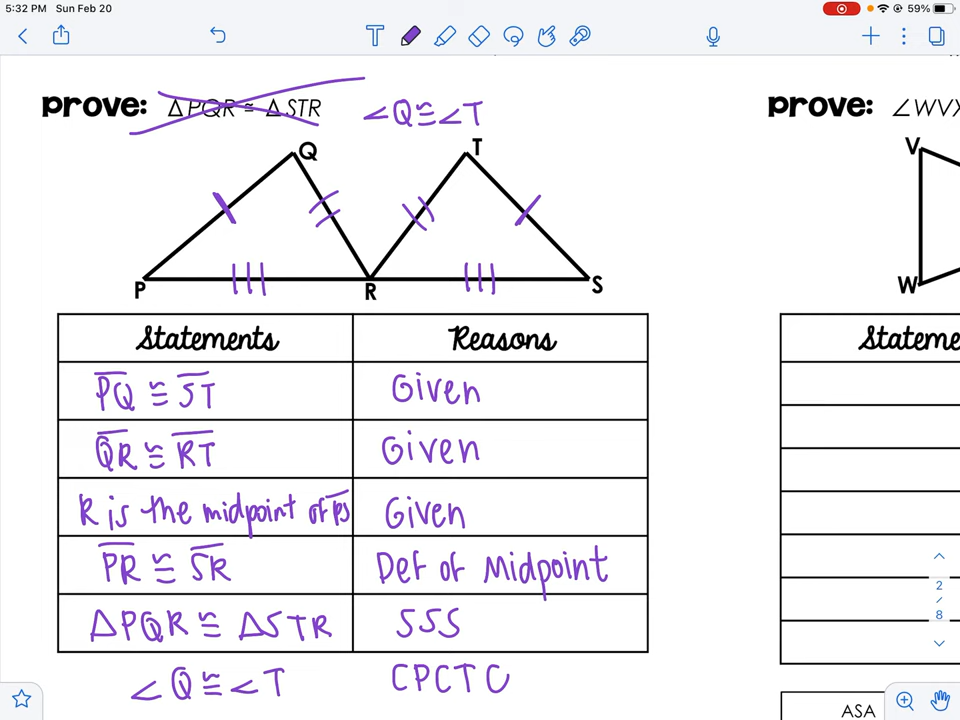 5:32 PM Sun Feb 20
59%
T
prove: △PQR ≅ △STR ∠Q≅∠T
prove: ∠WVX
Q
T
P
R
S
V
W
Statements Reasons
PQ ≅ ST Given
QR ≅ RT Given
R is the midpoint of PS Given
PR ≅ SR Def of Midpoint
△PQR ≅ △STR SSS
∠Q ≅ ∠T CPCTC
Stateme
2
/
8
ASA